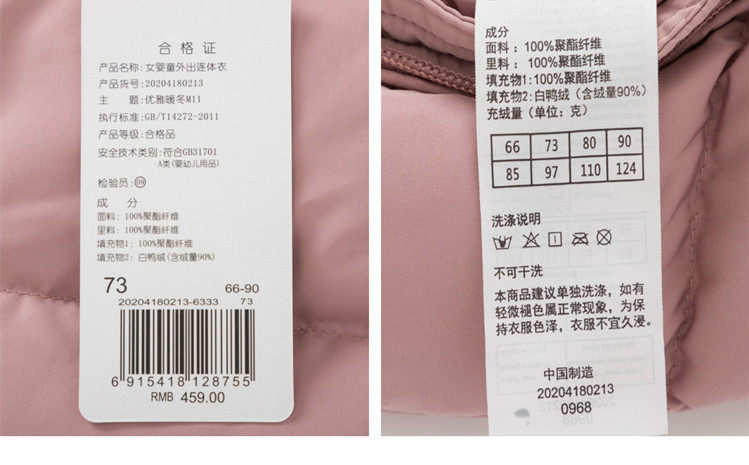 合格证
产品名称: 女婴童外出连体衣
产品货号: 20204180213
主 题: 优雅暖冬M11
执行标准: GB/T14272-2011
产品等级: 合格品
安全技术类别: 符合GB31701
A类(婴幼儿用品)
检验员: 09
成 分
面料: 100%聚酯纤维
里料: 100%聚酯纤维
填充物1: 100%聚酯纤维
填充物2: 白鸭绒(含绒量90%)
73 66-90
20204180213-6333 73
6 915418 128755
RMB 459.00
成分
面料: 100%聚酯纤维
里料: 100%聚酯纤维
填充物1: 100%聚酯纤维
填充物2: 白鸭绒(含绒量90%)
充绒量(单位: 克)
66 73 80 90
85 97 110 124
洗涤说明
不可干洗
本商品建议单独洗涤, 如有
轻微褪色属正常现象, 为保
持衣服色泽, 衣服不宜久浸。
中国制造
20204180213
0968